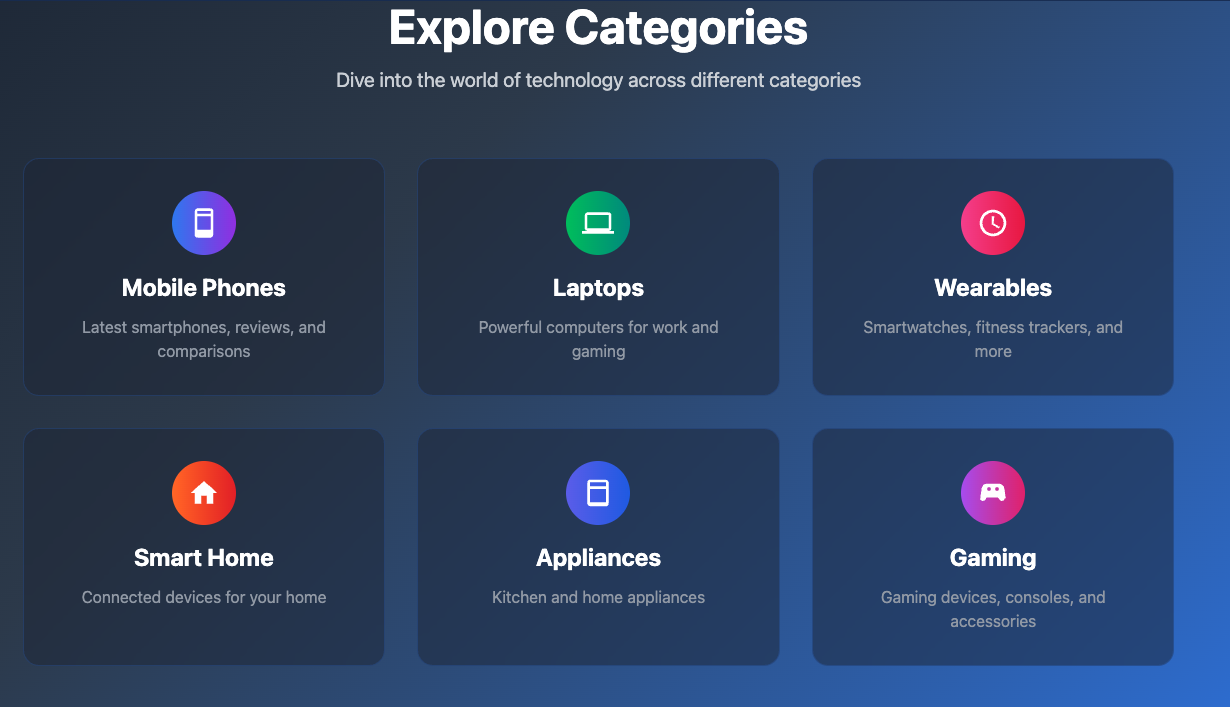 Explore Categories
Dive into the world of technology across different categories
Mobile Phones
Latest smartphones, reviews, and
comparisons
Laptops
Powerful computers for work and
gaming
Wearables
Smartwatches, fitness trackers, and
more
Smart Home
Connected devices for your home
Appliances
Kitchen and home appliances
Gaming
Gaming devices, consoles, and
accessories